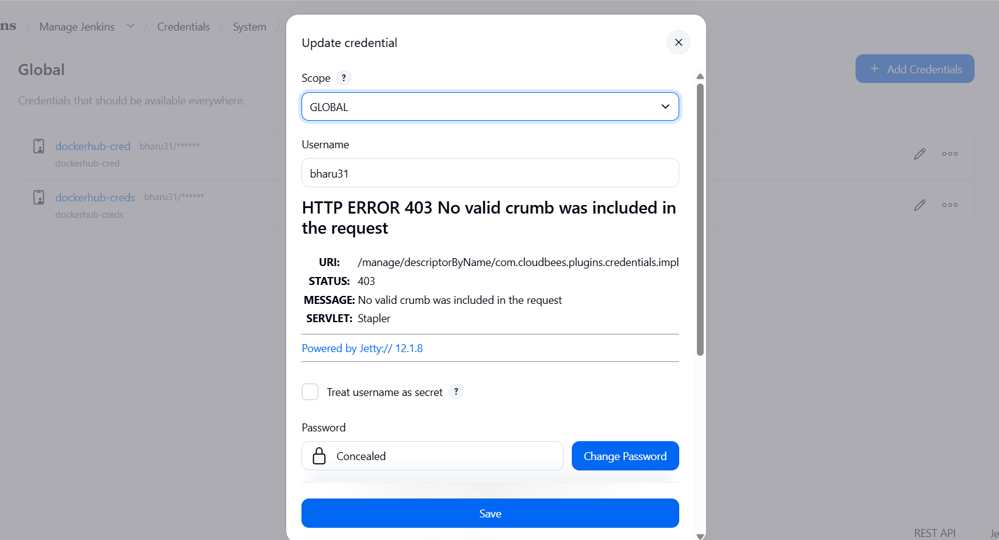 ns / Manage Jenkins / Credentials / System /
Global
+ Add Credentials
Credentials that should be available everywhere.
dockerhub-cred bharu31/******
dockerhub-cred
dockerhub-creds bharu31/******
dockerhub-creds
Update credential
Scope ?
GLOBAL
Username
bharu31
HTTP ERROR 403 No valid crumb was included in
the request
URI: /manage/descriptorByName/com.cloudbees.plugins.credentials.impl
STATUS: 403
MESSAGE: No valid crumb was included in the request
SERVLET: Stapler
Powered by Jetty:// 12.1.8
Treat username as secret ?
Password
Concealed
Change Password
Save
REST API Je